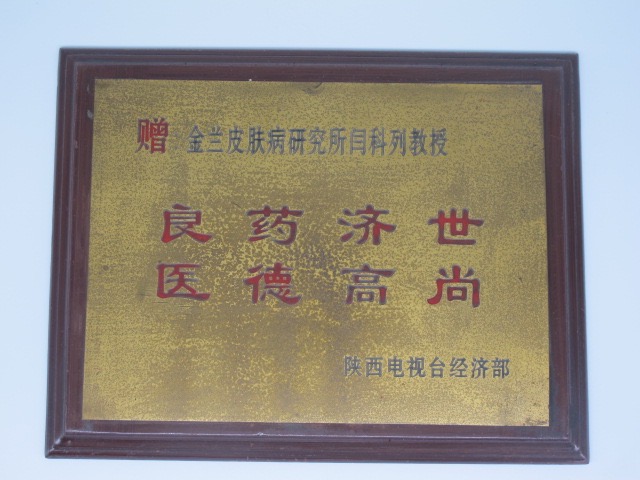 赠 金兰皮肤病研究所闫科列教授
良药济世
医德高尚
陕西电视台经济部